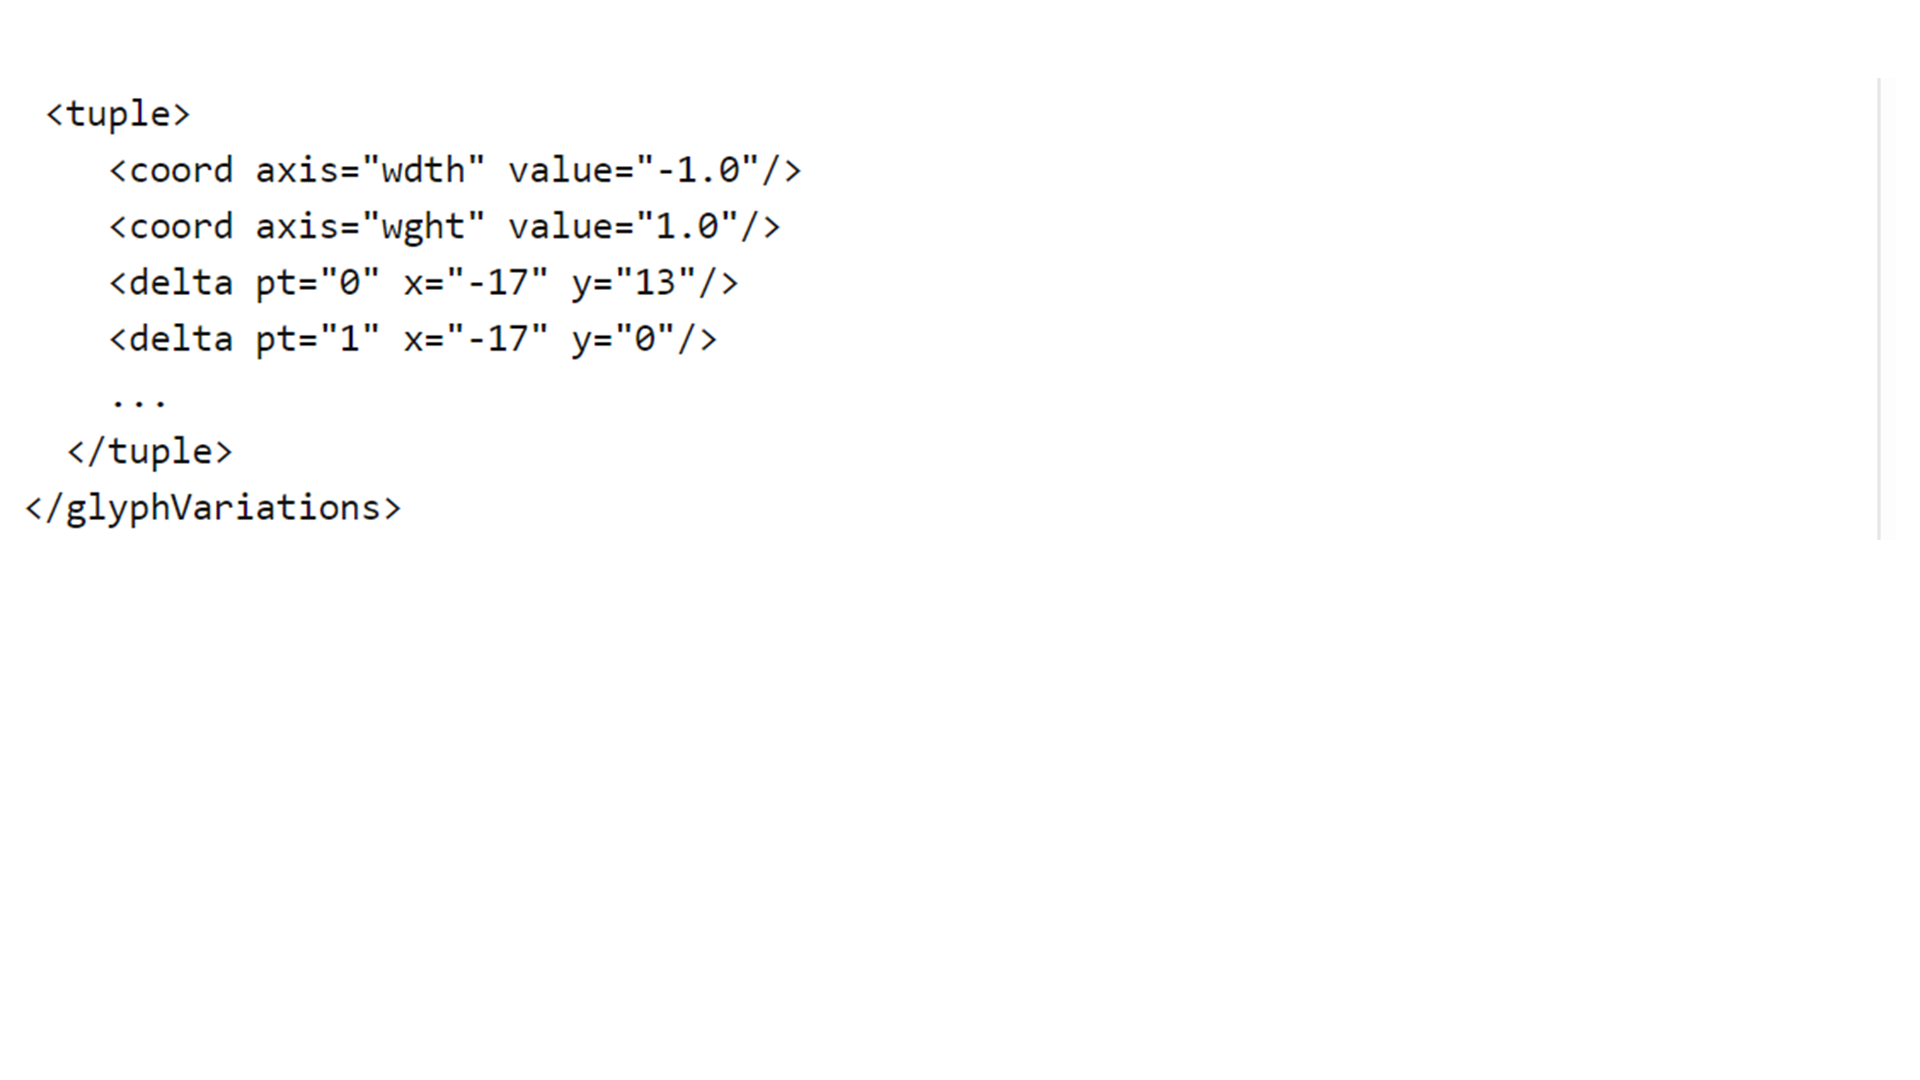 <tuple>
<coord axis="wdth" value="-1.0"/>
<coord axis="wght" value="1.0"/>
<delta pt="0" x="-17" y="13"/>
<delta pt="1" x="-17" y="0"/>
...
</tuple>
</glyphVariations>